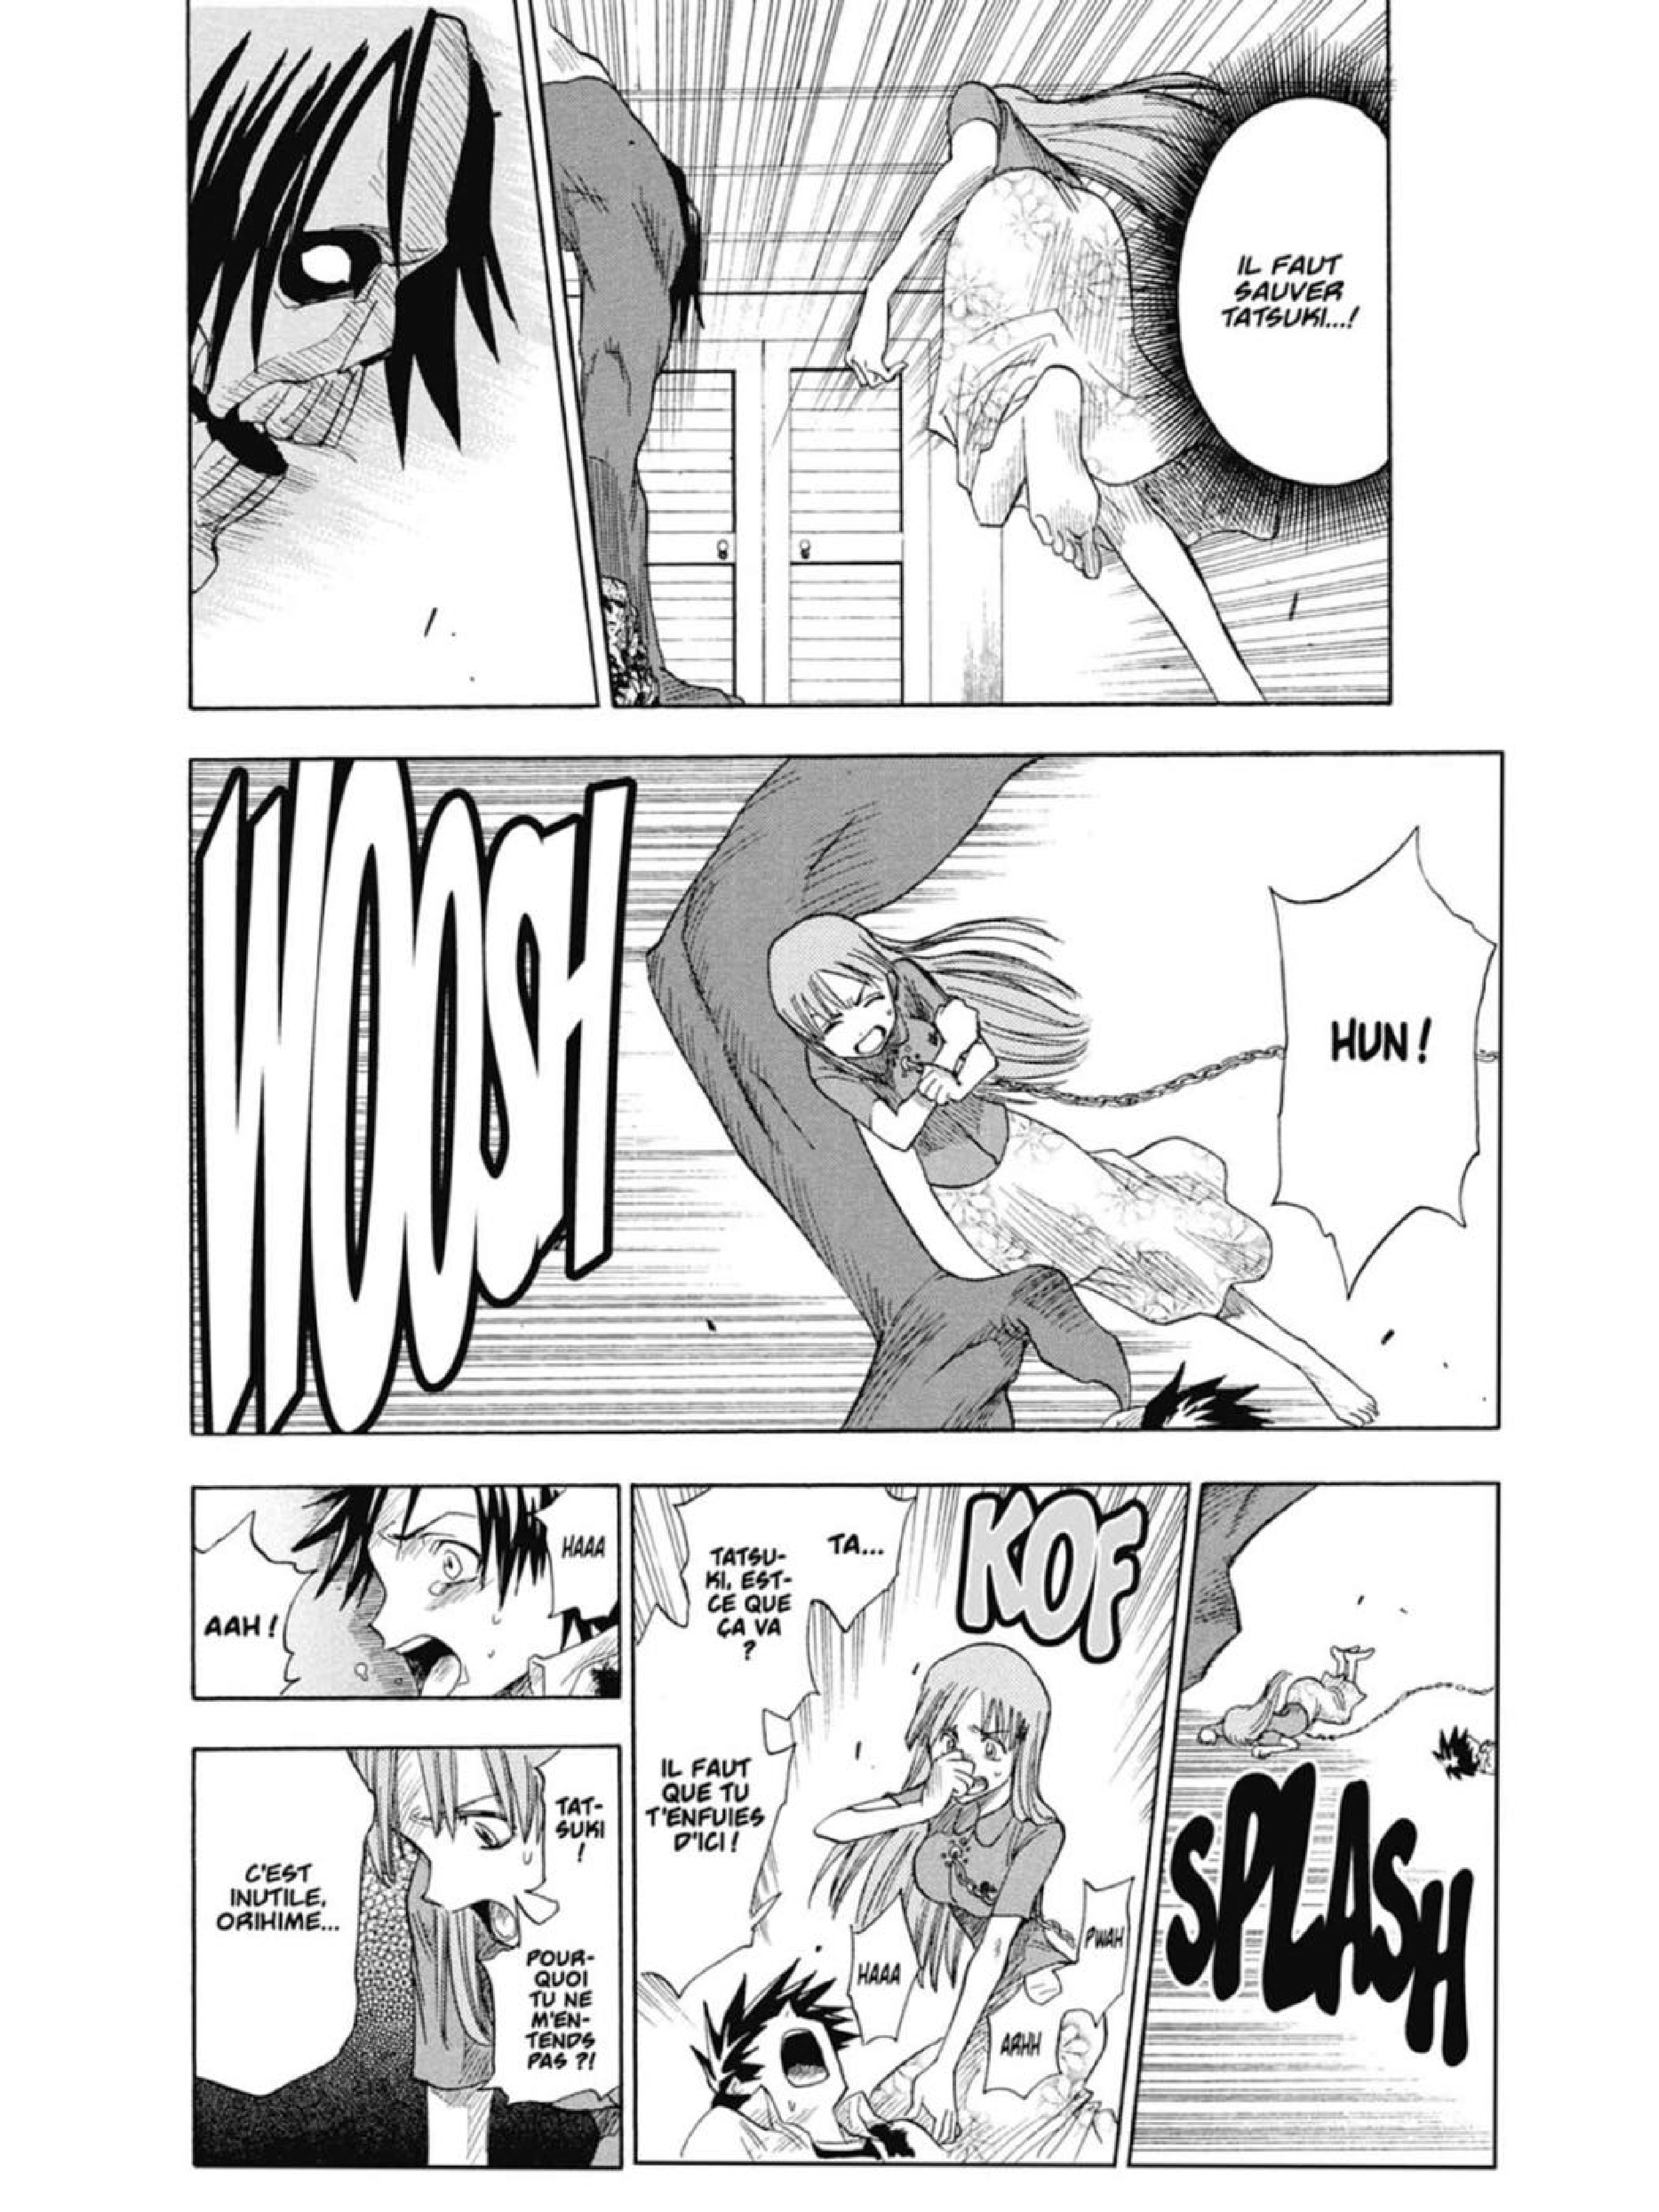 IL FAUT
SAUVER
TATSUKI...!
HUN !
WOOSH
SPLASH
KOF
TA...
TATSU-
KI, EST-
CE QUE
ÇA VA
?
PWAH
ARHH
HAAA
IL FAUT
QUE TU
T'ENFUIES
D'ICI !
HAAA
AAH !
TAT-
SUKI
!
POUR-
QUOI
TU NE
M'EN-
TENDS
PAS ?!
C'EST
INUTILE,
ORIHIME...